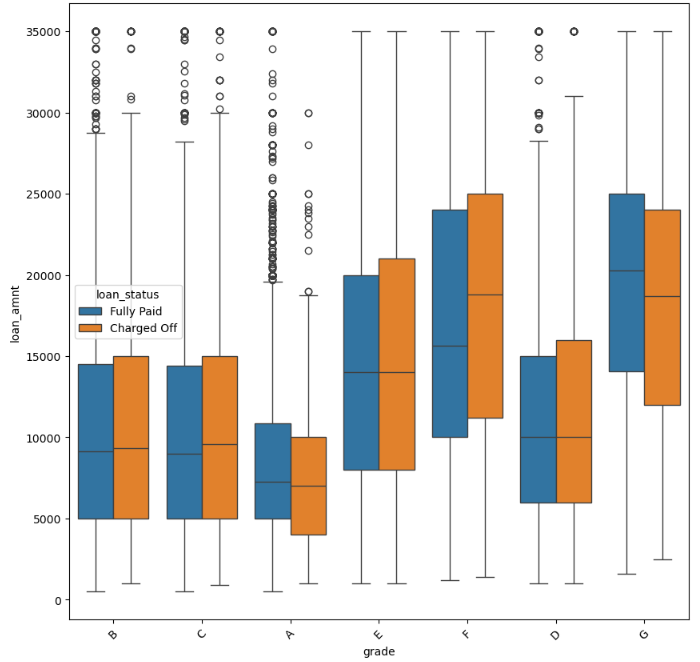 35000
30000
25000
20000
15000
10000
5000
0
loan_amnt
loan_status
Fully Paid
Charged Off
B
C
A
E
F
D
G
grade